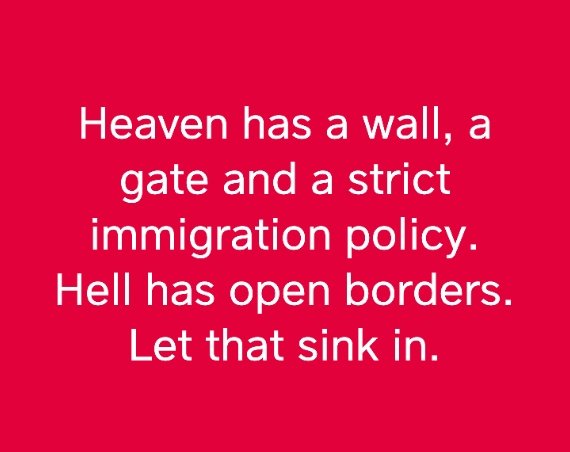 Heaven has a wall, a
gate and a strict
immigration policy.
Hell has open borders.
Let that sink in.